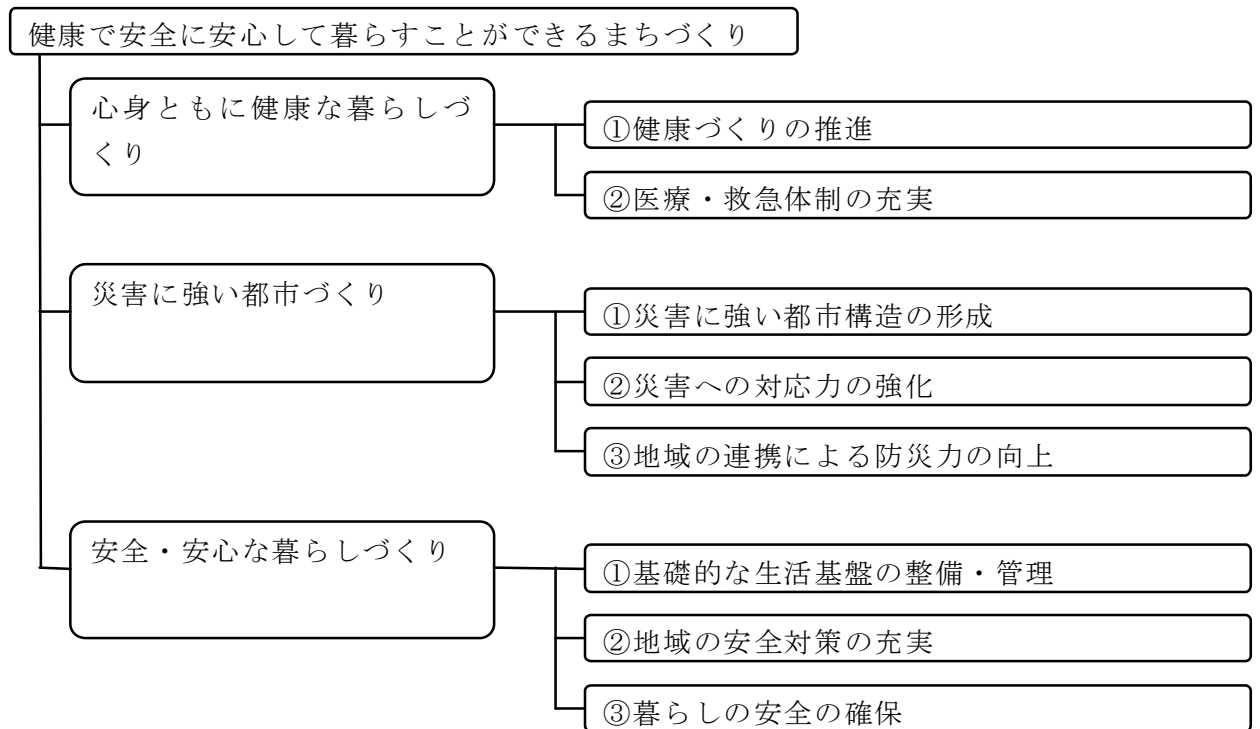 健康で安全に安心して暮らすことができるまちづくり
心身ともに健康な暮らしづ
くり
①健康づくりの推進
②医療・救急体制の充実
災害に強い都市づくり
①災害に強い都市構造の形成
②災害への対応力の強化
③地域の連携による防災力の向上
安全・安心な暮らしづくり
①基礎的な生活基盤の整備・管理
②地域の安全対策の充実
③暮らしの安全の確保